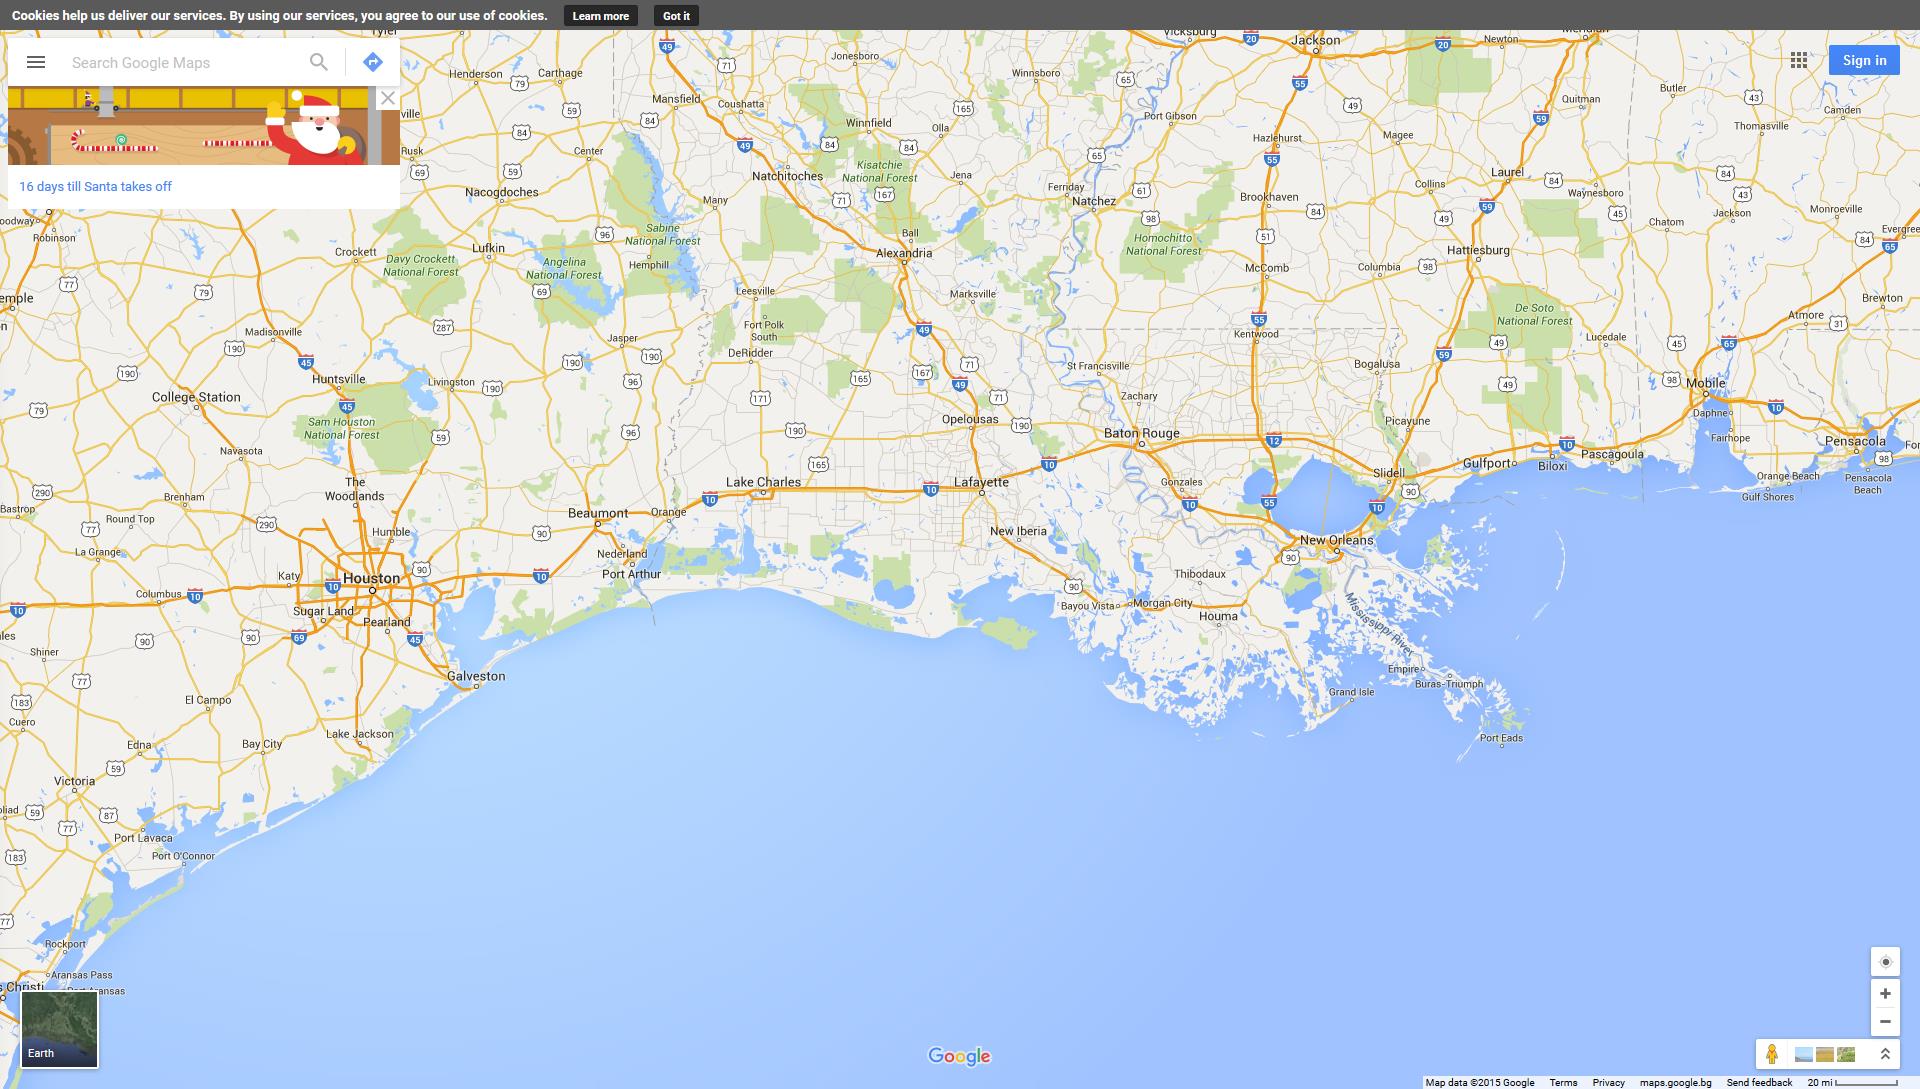 Cookies help us deliver our services. By using our services, you agree to our use of cookies. Learn more Got it
Search Google Maps
Sign in
16 days till Santa takes off
Tyler
Vicksburg
Jackson
Newton
Meridian
Henderson
Carthage
Jonesboro
Winnsboro
Mansfield
Coushatta
Port Gibson
Quitman
Butler
Camden
Thomasville
Winnfield
Olla
Hazlehurst
Magee
Rusk
Center
Kisatchie
National Forest
Natchitoches
Jena
Ferriday
Natchez
Nacogdoches
Many
Brookhaven
Collins
Laurel
Waynesboro
Chatom
Jackson
Monroeville
Robinson
Crockett
Lufkin
Sabine
National Forest
Hemphill
Ball
Alexandria
Homochitto
National Forest
Hattiesburg
Davy Crockett
National Forest
Angelina
National Forest
McComb
Columbia
Leesville
Marksville
Brewton
Atmore
De Soto
National Forest
Lucedale
Madisonville
Fort Polk
South
DeRidder
Jasper
Kentwood
Huntsville
Livingston
St Francisville
Bogalusa
Mobile
College Station
Zachary
Daphne
Fairhope
Sam Houston
National Forest
Opelousas
Baton Rouge
Picayune
Pensacola
Navasota
Gulfport
Biloxi
Pascagoula
Slidell
Orange Beach
Gulf Shores
Pensacola
Beach
The
Woodlands
Lake Charles
Lafayette
Gonzales
Brenham
Bastrop
Round Top
Humble
Beaumont
Orange
New Iberia
New Orleans
La Grange
Nederland
Port Arthur
Katy
Houston
Thibodaux
Columbus
Sugar Land
Pearland
Bayou Vista
Morgan City
Houma
Mississippi River
Shiner
Galveston
Empire
Buras-Triumph
Grand Isle
El Campo
Cuero
Lake Jackson
Port Eads
Edna
Bay City
Victoria
Port Lavaca
Port O'Connor
Rockport
Aransas Pass
Port Aransas
Earth
Google
Map data ©2015 Google Terms Privacy maps.google.bg Send feedback 20 mi